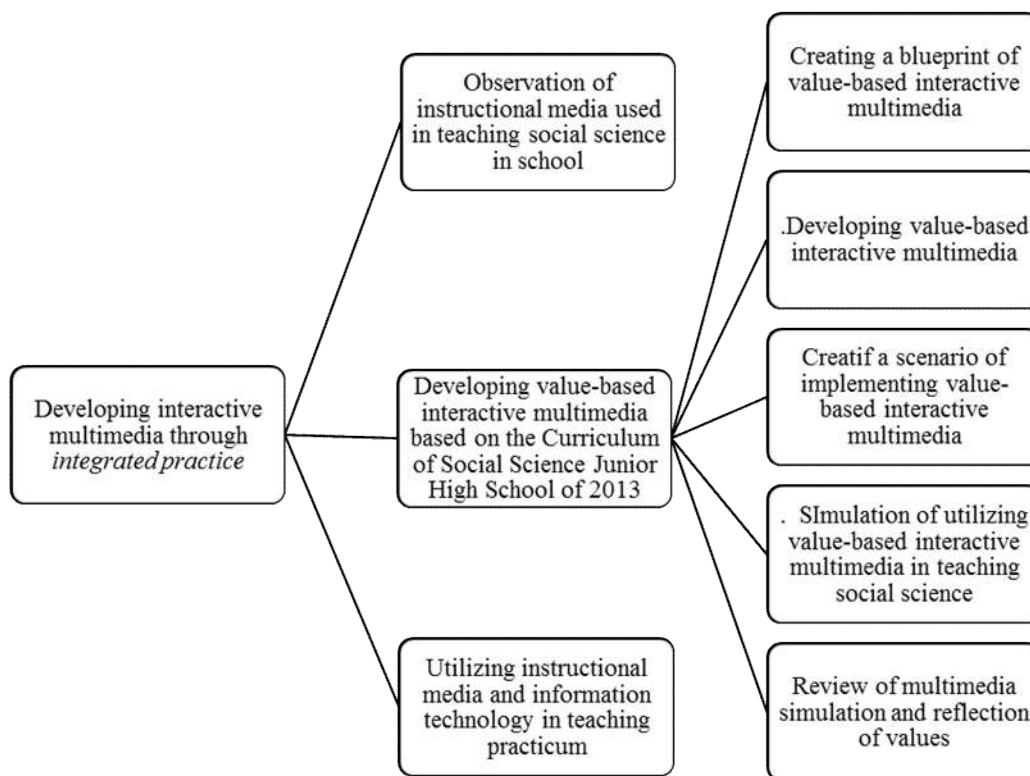 Developing interactive
multimedia through
integrated practice
Observation of
instructional media used
in teaching social science
in school
Developing value-based
interactive multimedia
based on the Curriculum
of Social Science Junior
High School of 2013
Utilizing instructional
media and information
technology in teaching
practicum
Creating a blueprint of
value-based interactive
multimedia
.Developing value-based
interactive multimedia
Creatif a scenario of
implementing value-
based interactive
multimedia
. SImulation of utilizing
value-based interactive
multimedia in teaching
social science
Review of multimedia
simulation and reflection
of values